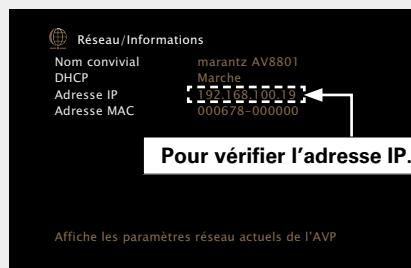 Réseau/Informations
Nom convivial marantz AV8801
DHCP Marche
Adresse IP 192.168.100.19
Adresse MAC 000678-000000
Pour vérifier l’adresse IP.
Affiche les paramètres réseau actuels de l’AVP